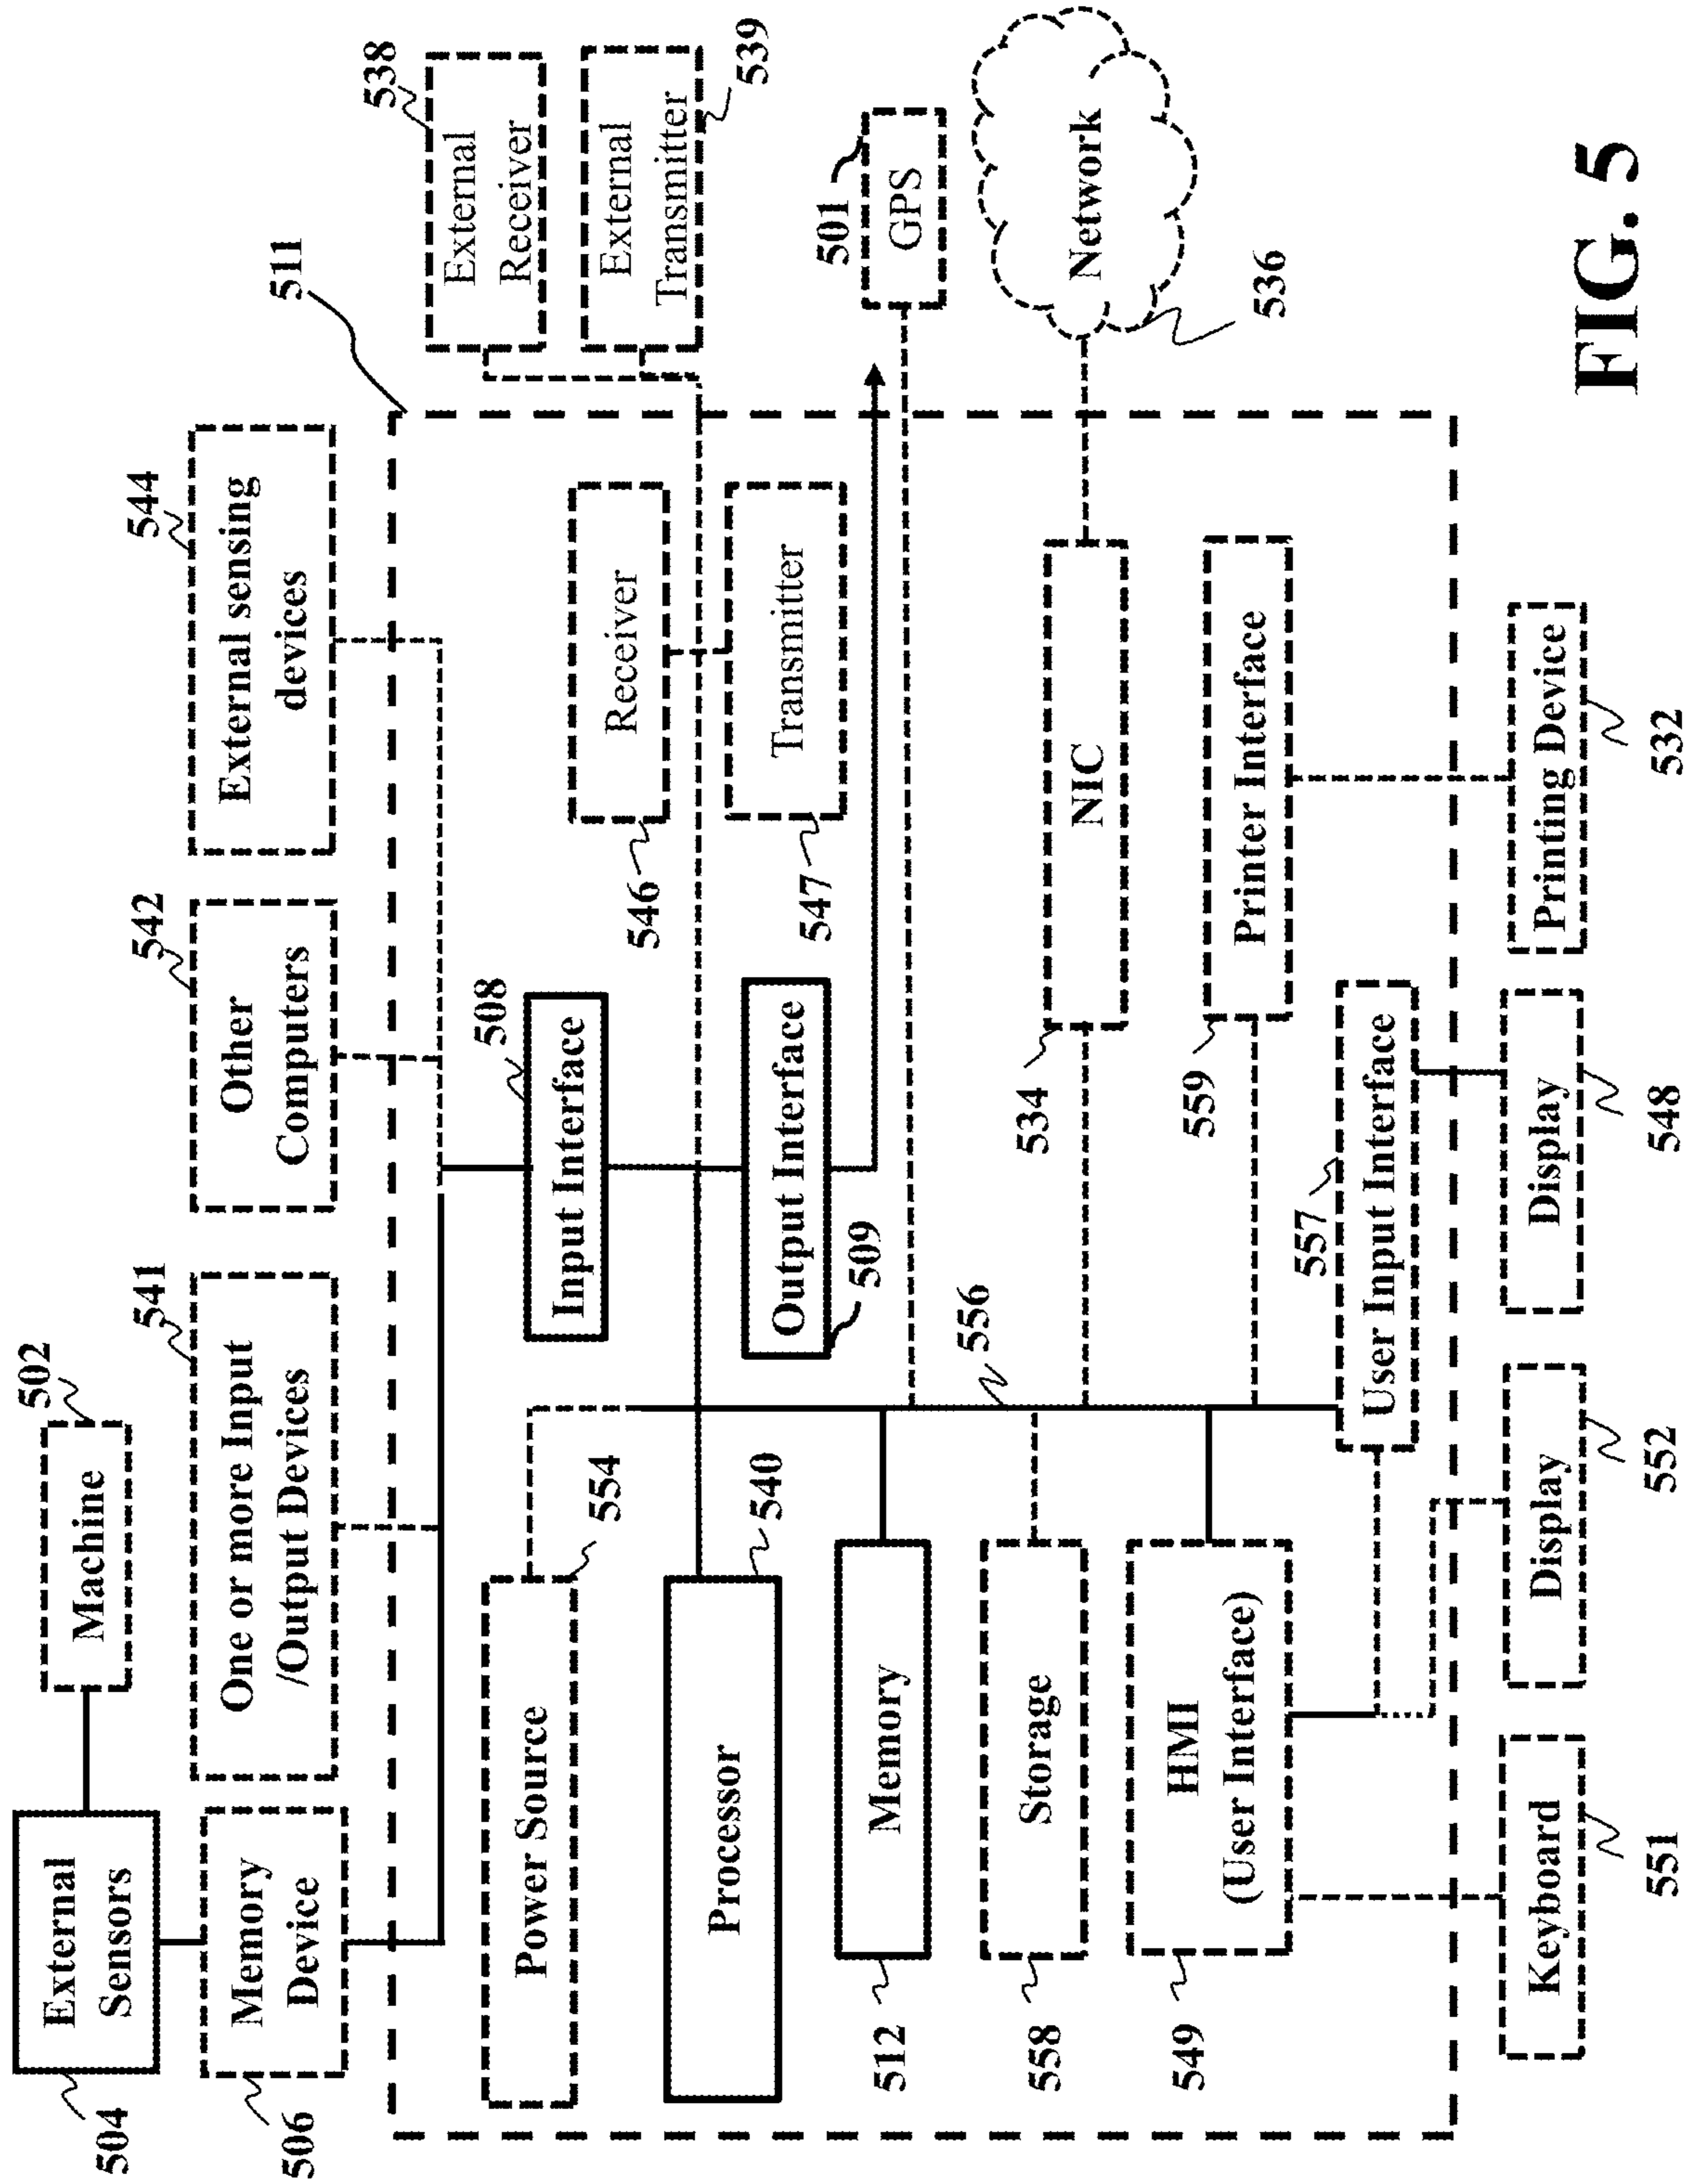 502
Machine
504
External
Sensors
506
Memory
Device
541
One or more Input
/Output Devices
542
Other
Computers
544
External sensing
devices
511
538
External
Receiver
External
Transmitter
539
554
Power Source
508
Input Interface
546
Receiver
540
Processor
Output Interface
509
547
Transmitter
501
GPS
512
Memory
556
558
Storage
534
NIC
Network
536
549
HMI
(User Interface)
559
Printer Interface
557
User Input Interface
Keyboard
551
Display
552
Display
548
Printing Device
532
FIG. 5